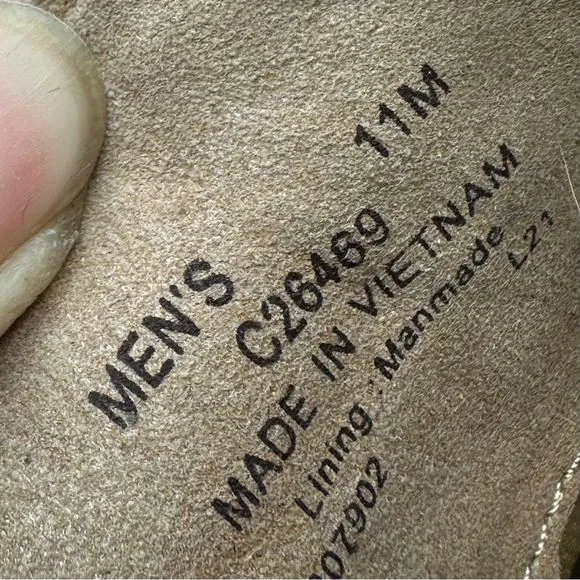 MEN'S 11M
C26469
MADE IN VIETNAM
Lining : Manmade
07902 L21